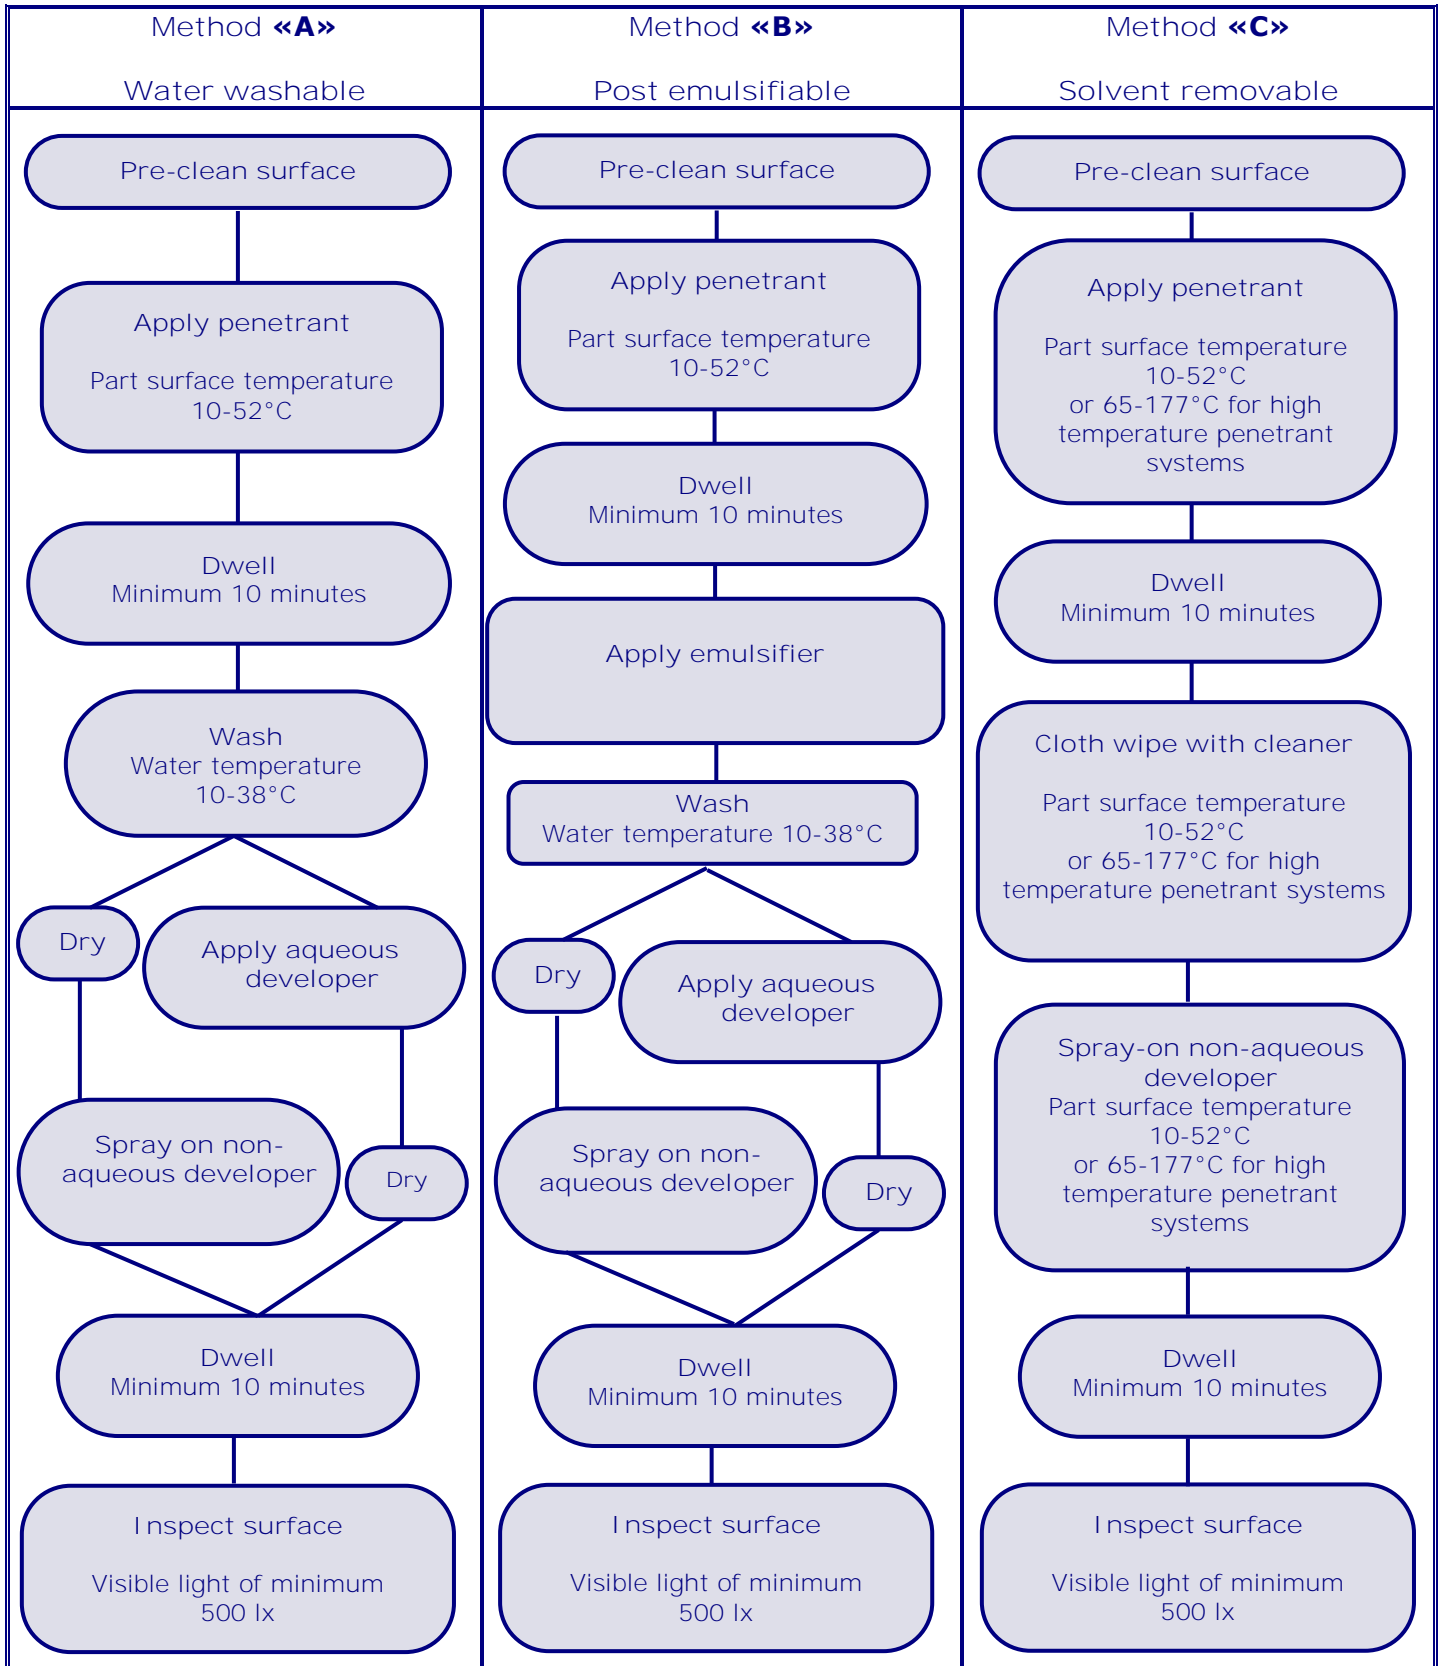 Method «A»
Water washable
Pre-clean surface
Apply penetrant
Part surface temperature
10-52°C
Dwell
Minimum 10 minutes
Wash
Water temperature
10-38°C
Dry
Apply aqueous
developer
Spray on non-
aqueous developer
Dry
Dwell
Minimum 10 minutes
Inspect surface
Visible light of minimum
500 lx
Method «B»
Post emulsifiable
Pre-clean surface
Apply penetrant
Part surface temperature
10-52°C
Dwell
Minimum 10 minutes
Apply emulsifier
Wash
Water temperature 10-38°C
Dry
Apply aqueous
developer
Spray on non-
aqueous developer
Dry
Dwell
Minimum 10 minutes
Inspect surface
Visible light of minimum
500 lx
Method «C»
Solvent removable
Pre-clean surface
Apply penetrant
Part surface temperature
10-52°C
or 65-177°C for high
temperature penetrant
systems
Dwell
Minimum 10 minutes
Cloth wipe with cleaner
Part surface temperature
10-52°C
or 65-177°C for high
temperature penetrant systems
Spray-on non-aqueous
developer
Part surface temperature
10-52°C
or 65-177°C for high
temperature penetrant
systems
Dwell
Minimum 10 minutes
Inspect surface
Visible light of minimum
500 lx